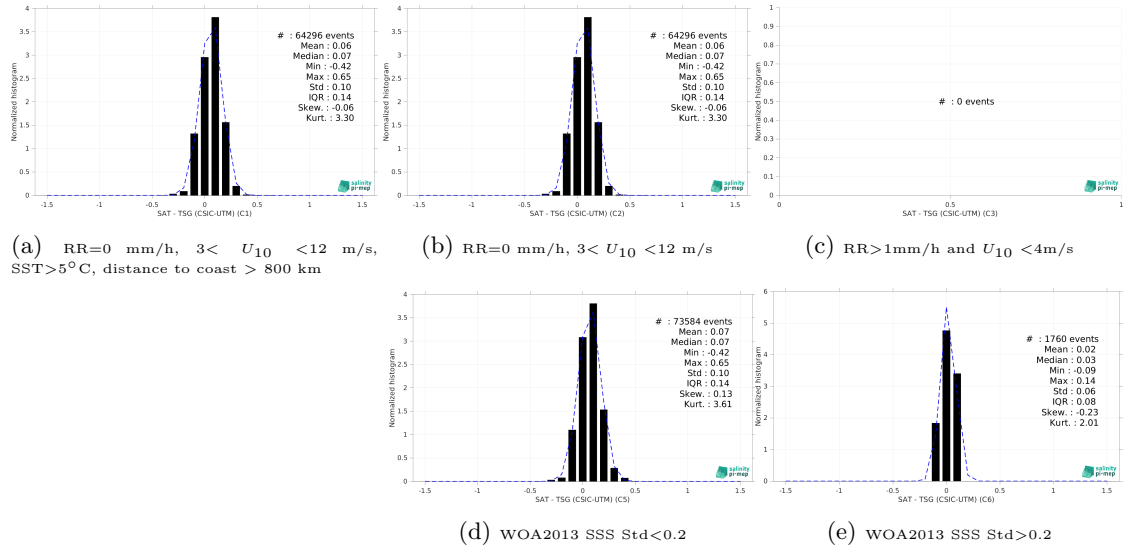 Normalized histogram
4
3.5
3
2.5
2
1.5
1
0.5
0
-1.5 -1 -0.5 0 0.5 1 1.5
SAT - TSG (CSIC-UTM) (C1)
# : 64296 events
Mean : 0.06
Median : 0.07
Min : -0.42
Max : 0.65
Std : 0.10
IQR : 0.14
Skew. : -0.06
Kurt. : 3.30
salinity
pi-mep
(a) RR=0 mm/h, 3< U10 <12 m/s,
SST>5°C, distance to coast > 800 km
Normalized histogram
4
3.5
3
2.5
2
1.5
1
0.5
0
-1.5 -1 -0.5 0 0.5 1 1.5
SAT - TSG (CSIC-UTM) (C2)
# : 64296 events
Mean : 0.06
Median : 0.07
Min : -0.42
Max : 0.65
Std : 0.10
IQR : 0.14
Skew. : -0.06
Kurt. : 3.30
salinity
pi-mep
(b) RR=0 mm/h, 3< U10 <12 m/s
Normalized histogram
1
0.9
0.8
0.7
0.6
0.5
0.4
0.3
0.2
0.1
0
0 0.5 1
SAT - TSG (CSIC-UTM) (C3)
# : 0 events
salinity
pi-mep
(c) RR>1mm/h and U10 <4m/s
Normalized histogram
4
3.5
3
2.5
2
1.5
1
0.5
0
-1.5 -1 -0.5 0 0.5 1 1.5
SAT - TSG (CSIC-UTM) (C5)
# : 73584 events
Mean : 0.07
Median : 0.07
Min : -0.42
Max : 0.65
Std : 0.10
IQR : 0.14
Skew. : 0.13
Kurt. : 3.61
salinity
pi-mep
(d) WOA2013 SSS Std<0.2
Normalized histogram
6
5
4
3
2
1
0
-1.5 -1 -0.5 0 0.5 1 1.5
SAT - TSG (CSIC-UTM) (C6)
# : 1760 events
Mean : 0.02
Median : 0.03
Min : -0.09
Max : 0.14
Std : 0.06
IQR : 0.08
Skew. : -0.23
Kurt. : 2.01
salinity
pi-mep
(e) WOA2013 SSS Std>0.2